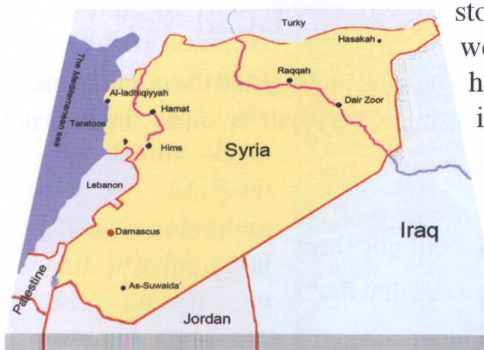 Turky
Hasakah
Raqqah
Dair Zoor
Al-ladhiqiyyah
Hamat
Taratoos
The Mediterranean sea
Hims
Syria
Lebanon
Damascus
Iraq
Palestine
As-Suwaida'
Jordan
sto
we
h
i